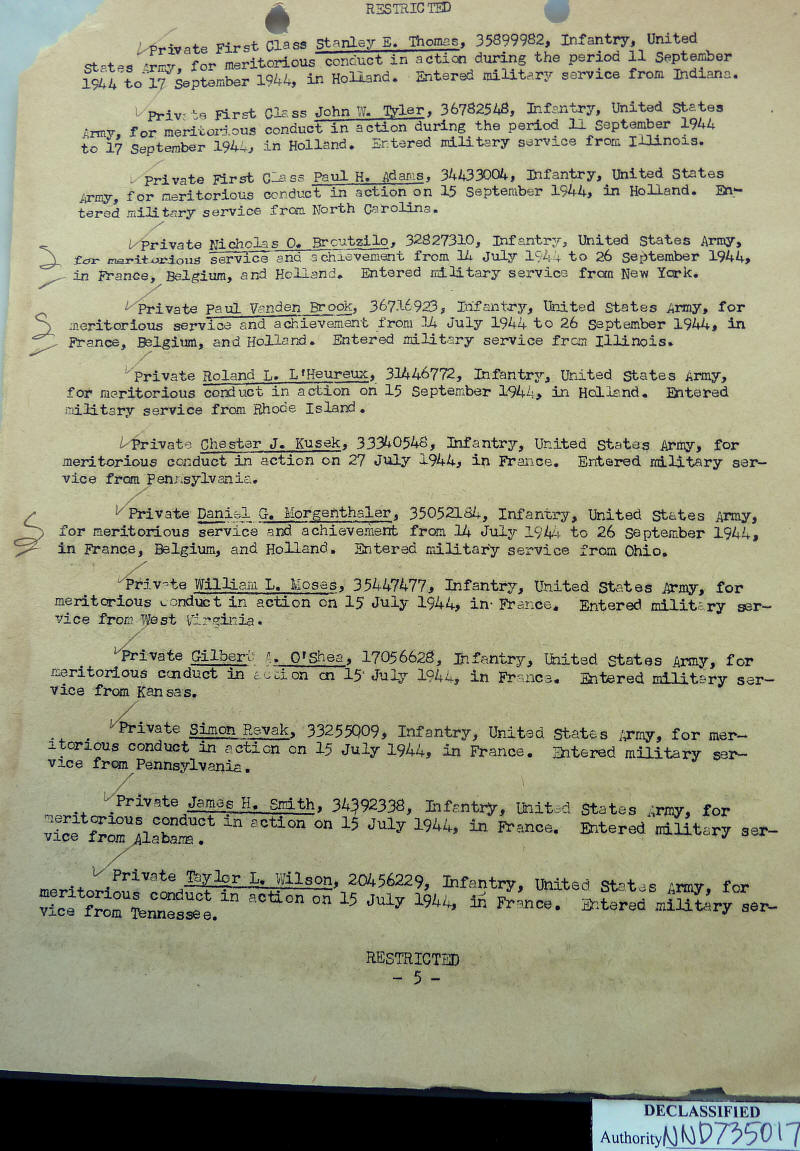 RESTRICTED
Private First Class Stanley E. Thomas, 35899982, Infantry, United
States Army, for meritorious conduct in action during the period 11 September
1944 to 17 September 1944, in Holland. Entered military service from Indiana.
Private First Class John W. Tyler, 36782548, Infantry, United States
Army, for meritorious conduct in action during the period 11 September 1944
to 17 September 1944, in Holland. Entered military service from Illinois.
Private First Class Paul H. Adams, 34433004, Infantry, United States
Army, for meritorious conduct in action on 15 September 1944, in Holland. En-
tered military service from North Carolina.
Private Nicholas O. Broutzilo, 32827310, Infantry, United States Army,
for meritorious service and achievement from 14 July 1944 to 26 September 1944,
in France, Belgium, and Holland. Entered military service from New York.
Private Paul Vanden Brook, 36716923, Infantry, United States Army, for
meritorious service and achievement from 14 July 1944 to 26 September 1944, in
France, Belgium, and Holland. Entered military service from Illinois.
Private Roland L. L'Heureux, 31446772, Infantry, United States Army,
for meritorious conduct in action on 15 September 1944, in Holland. Entered
military service from Rhode Island.
Private Chester J. Kusek, 33340548, Infantry, United States Army, for
meritorious conduct in action on 27 July 1944, in France. Entered military ser-
vice from Pennsylvania.
Private Daniel G. Morgenthaler, 35052184, Infantry, United States Army,
for meritorious service and achievement from 14 July 1944 to 26 September 1944,
in France, Belgium, and Holland. Entered military service from Ohio.
Private William L. Moses, 35447477, Infantry, United States Army, for
meritorious conduct in action on 15 July 1944, in France. Entered military ser-
vice from West Virginia.
Private Gilbert O'Shea, 17056628, Infantry, United States Army, for
meritorious conduct in action on 15 July 1944, in France. Entered military ser-
vice from Kansas.
Private Simon Revak, 33255009, Infantry, United States Army, for mer-
itorious conduct in action on 15 July 1944, in France. Entered military ser-
vice from Pennsylvania.
Private James H. Smith, 34392338, Infantry, United States Army, for
meritorious conduct in action on 15 July 1944, in France. Entered military ser-
vice from Alabama.
Private Taylor L. Wilson, 20456229, Infantry, United States Army, for
meritorious conduct in action on 15 July 1944, in France. Entered military ser-
vice from Tennessee.
RESTRICTED
- 5 -
DECLASSIFIED
Authority NND735017